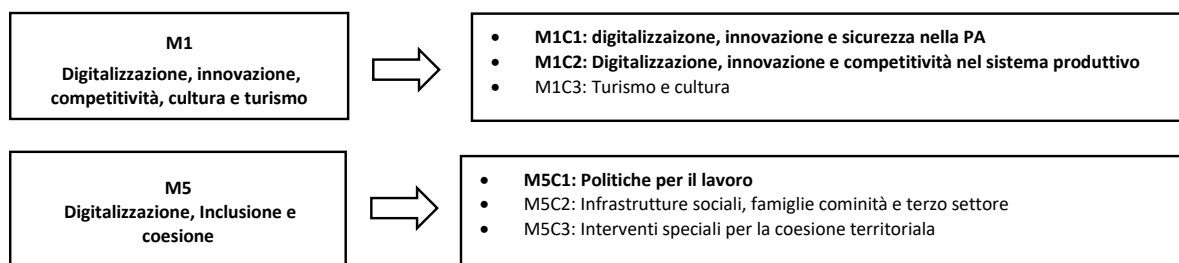 M1
Digitalizzazione, innovazione,
competitività, cultura e turismo
• M1C1: digitalizzaizone, innovazione e sicurezza nella PA
• M1C2: Digitalizzazione, innovazione e competitività nel sistema produttivo
• M1C3: Turismo e cultura
M5
Digitalizzazione, Inclusione e
coesione
• M5C1: Politiche per il lavoro
• M5C2: Infrastrutture sociali, famiglie cominità e terzo settore
• M5C3: Interventi speciali per la coesione territoriale